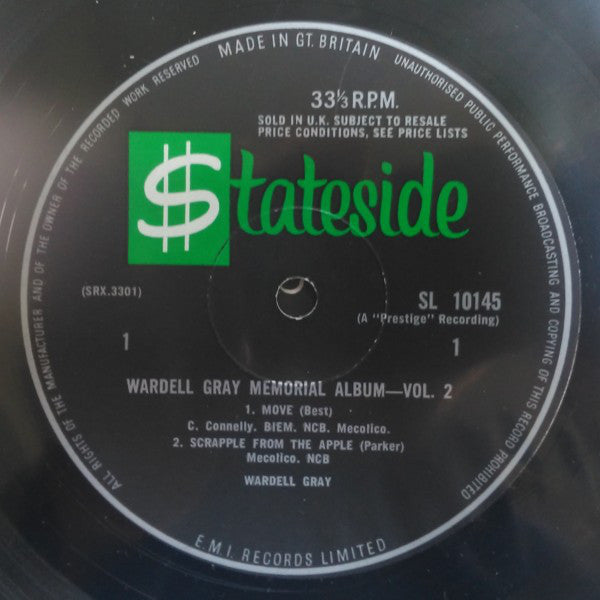 MADE IN GT. BRITAIN
UNAUTHORISED PUBLIC PERFORMANCE BROADCASTING AND COPYING OF THIS RECORD PROHIBITED
ALL RIGHTS OF THE MANUFACTURER AND OF THE OWNER OF THE RECORDED WORK RESERVED
33⅓ R.P.M.
SOLD IN U.K. SUBJECT TO RESALE
PRICE CONDITIONS, SEE PRICE LISTS
$tateside
(SRX.3301)
SL 10145
(A "Prestige" Recording)
1
1
WARDELL GRAY MEMORIAL ALBUM—VOL. 2
1. MOVE (Best)
C. Connelly. BIEM. NCB. Mecolico.
2. SCRAPPLE FROM THE APPLE (Parker)
Mecolico. NCB
WARDELL GRAY
E.M.I. RECORDS LIMITED